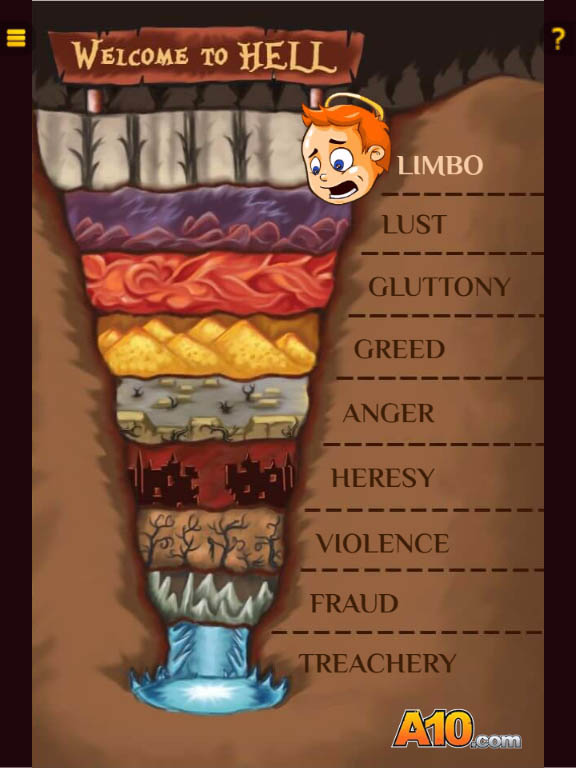 WELCOME TO HELL
?
LIMBO
LUST
GLUTTONY
GREED
ANGER
HERESY
VIOLENCE
FRAUD
TREACHERY
A10.com